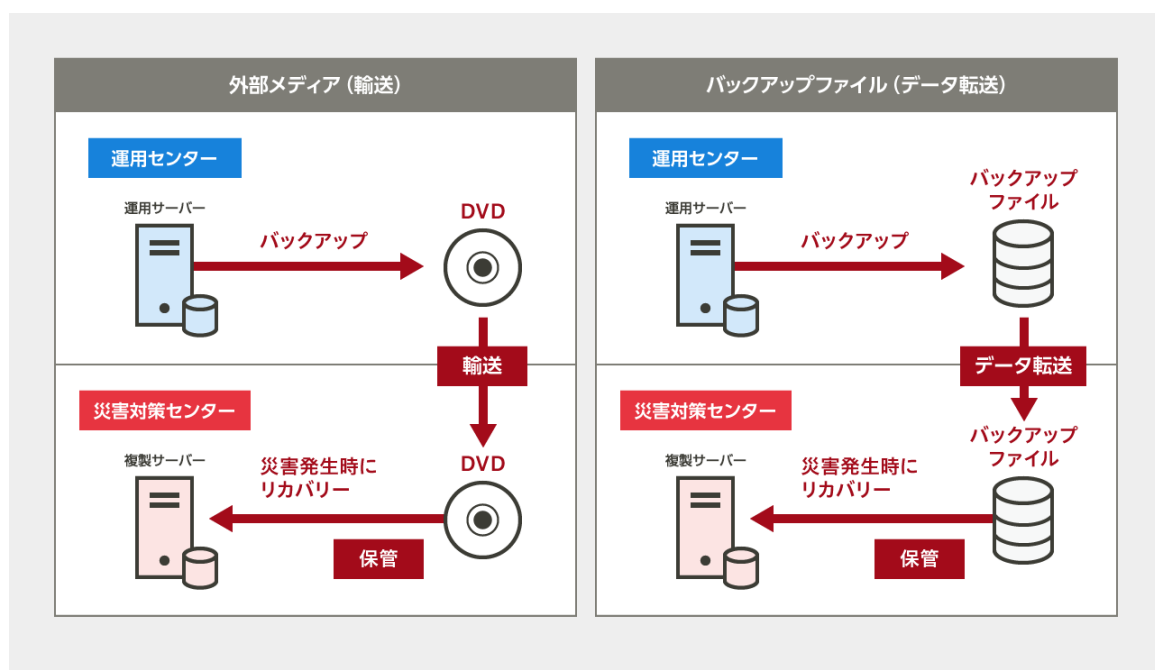 外部メディア（輸送）
運用センター
運用サーバー
DVD
バックアップ
輸送
災害対策センター
複製サーバー
災害発生時に
リカバリー
DVD
保管
バックアップファイル（データ転送）
運用センター
運用サーバー
バックアップ
ファイル
バックアップ
データ転送
災害対策センター
複製サーバー
災害発生時に
リカバリー
バックアップ
ファイル
保管